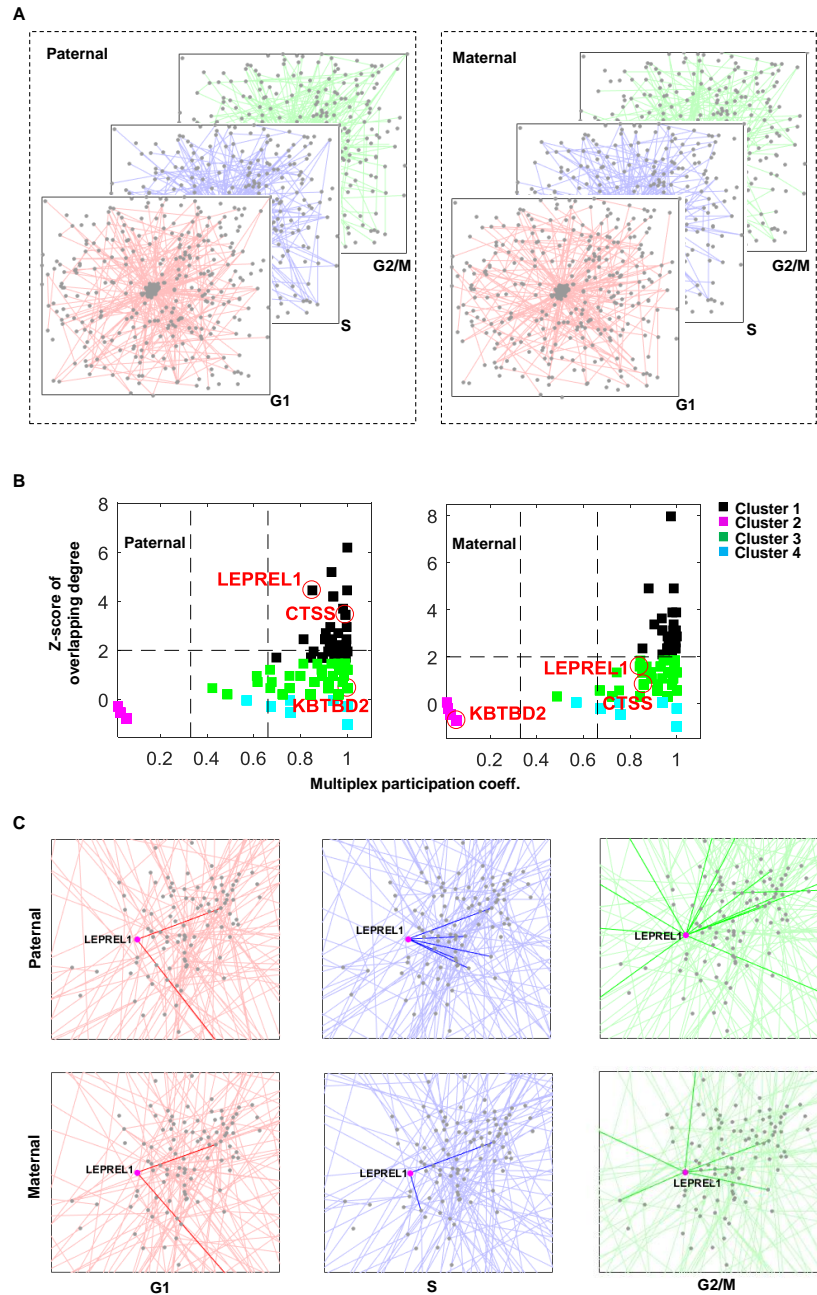 A
Paternal
G2/M
S
G1
Maternal
G2/M
S
G1
B
8
6
4
2
0
Z-score of
overlapping degree
Paternal
LEPREL1
CTSS
KBTBD2
0.2 0.4 0.6 0.8 1
8
6
4
2
0
Maternal
LEPREL1
CTSS
KBTBD2
0.2 0.4 0.6 0.8 1
Multiplex participation coeff.
Cluster 1
Cluster 2
Cluster 3
Cluster 4
C
Paternal
LEPREL1
LEPREL1
LEPREL1
Maternal
LEPREL1
LEPREL1
LEPREL1
G1
S
G2/M